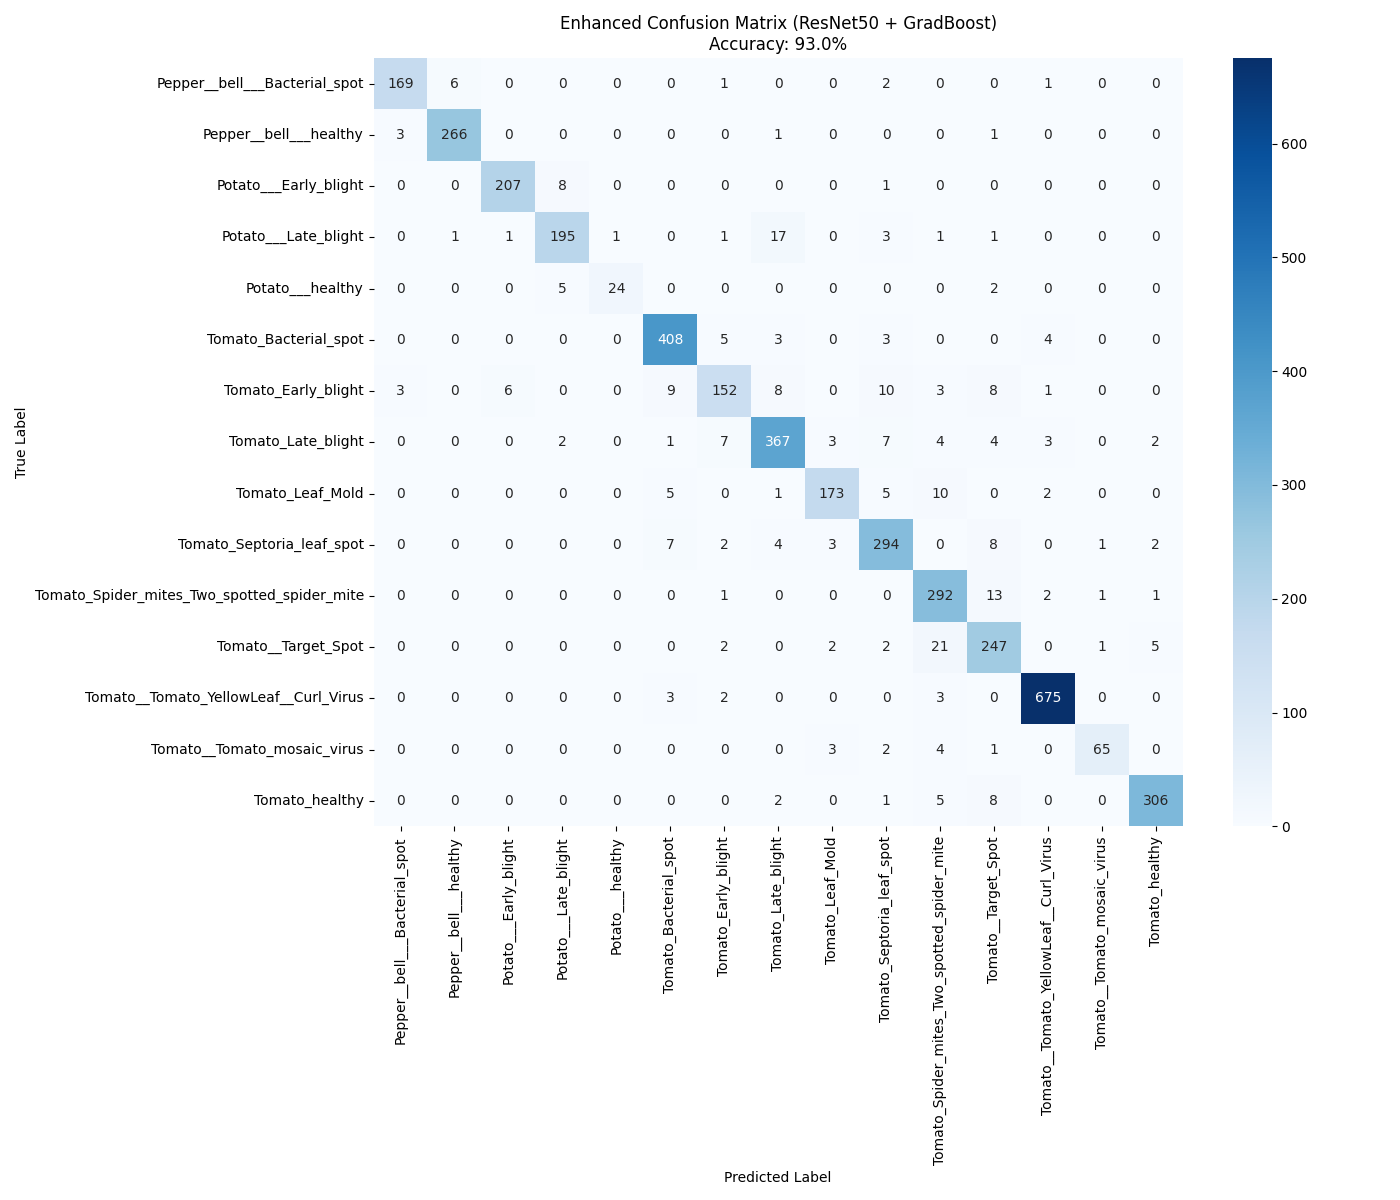 Enhanced Confusion Matrix (ResNet50 + GradBoost)
Accuracy: 93.0%
Pepper__bell___Bacterial_spot 169 6 0 0 0 0 1 0 0 2 0 0 1 0 0
Pepper__bell___healthy 3 266 0 0 0 0 0 1 0 0 0 1 0 0 0
Potato___Early_blight 0 0 207 8 0 0 0 0 0 1 0 0 0 0 0
Potato___Late_blight 0 1 1 195 1 0 1 17 0 3 1 1 0 0 0
Potato___healthy 0 0 0 5 24 0 0 0 0 0 0 2 0 0 0
Tomato_Bacterial_spot 0 0 0 0 0 408 5 3 0 3 0 0 4 0 0
Tomato_Early_blight 3 0 6 0 0 9 152 8 0 10 3 8 1 0 0
Tomato_Late_blight 0 0 0 2 0 1 7 367 3 7 4 4 3 0 2
Tomato_Leaf_Mold 0 0 0 0 0 5 0 1 173 5 10 0 2 0 0
Tomato_Septoria_leaf_spot 0 0 0 0 0 7 2 4 3 294 0 8 0 1 2
Tomato_Spider_mites_Two_spotted_spider_mite 0 0 0 0 0 0 1 0 0 0 292 13 2 1 1
Tomato__Target_Spot 0 0 0 0 0 0 2 0 2 2 21 247 0 1 5
Tomato__Tomato_YellowLeaf__Curl_Virus 0 0 0 0 0 3 2 0 0 0 3 0 675 0 0
Tomato__Tomato_mosaic_virus 0 0 0 0 0 0 0 0 3 2 4 1 0 65 0
Tomato_healthy 0 0 0 0 0 0 0 2 0 1 5 8 0 0 306
True Label
Pepper__bell___Bacterial_spot
Pepper__bell___healthy
Potato___Early_blight
Potato___Late_blight
Potato___healthy
Tomato_Bacterial_spot
Tomato_Early_blight
Tomato_Late_blight
Tomato_Leaf_Mold
Tomato_Septoria_leaf_spot
Tomato_Spider_mites_Two_spotted_spider_mite
Tomato__Target_Spot
Tomato__Tomato_YellowLeaf__Curl_Virus
Tomato__Tomato_mosaic_virus
Tomato_healthy
Predicted Label
600
500
400
300
200
100
0